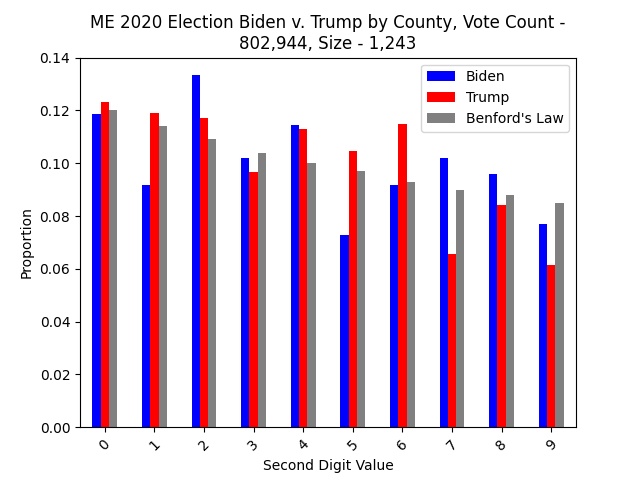 ME 2020 Election Biden v. Trump by County, Vote Count -
802,944, Size - 1,243
Biden
Trump
Benford's Law
0.14
0.12
0.10
0.08
0.06
0.04
0.02
0.00
Proportion
0
1
2
3
4
5
6
7
8
9
Second Digit Value